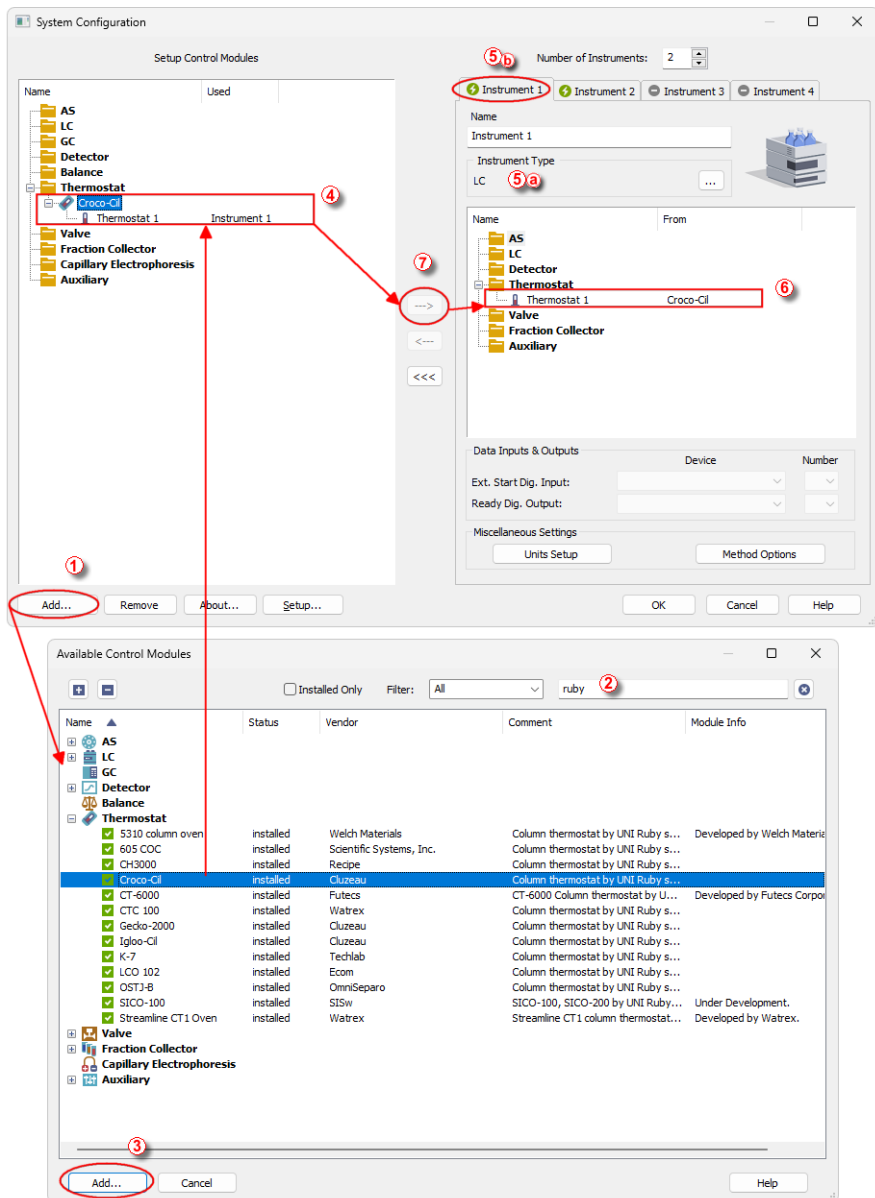 System Configuration
Setup Control Modules
5b Number of Instruments: 2
Name Used
AS
LC
GC
Detector
Balance
Thermostat
Croco-Cil
Thermostat 1 Instrument 1
Valve
Fraction Collector
Capillary Electrophoresis
Auxiliary
4
7
--->
<---
<<<
Instrument 1 Instrument 2 Instrument 3 Instrument 4
Name
Instrument 1
Instrument Type
LC 5a ...
Name From
AS
LC
Detector
Thermostat
Thermostat 1 Croco-Cil
6
Valve
Fraction Collector
Auxiliary
Data Inputs & Outputs Device Number
Ext. Start Dig. Input:
Ready Dig. Output:
Miscellaneous Settings
Units Setup Method Options
1
Add... Remove About... Setup... OK Cancel Help
Available Control Modules
Installed Only Filter: All ruby 2
Name Status Vendor Comment Module Info
AS
LC
GC
Detector
Balance
Thermostat
5310 column oven installed Welch Materials Column thermostat by UNI Ruby s... Developed by Welch Materia
605 COC installed Scientific Systems, Inc. Column thermostat by UNI Ruby s...
CH3000 installed Recipe Column thermostat by UNI Ruby s...
Croco-Cil installed Cluzeau Column thermostat by UNI Ruby s...
CT-6000 installed Futecs CT-6000 Column thermostat by U... Developed by Futecs Corpor
CTC 100 installed Watrex Column thermostat by UNI Ruby s...
Gecko-2000 installed Cluzeau Column thermostat by UNI Ruby s...
Igloo-Cil installed Cluzeau Column thermostat by UNI Ruby s...
K-7 installed Techlab Column thermostat by UNI Ruby s...
LCO 102 installed Ecom Column thermostat by UNI Ruby s...
OSTJ-B installed OmniSeparo Column thermostat by UNI Ruby s...
SICO-100 installed SISw SICO-100, SICO-200 by UNI Ruby... Under Development.
Streamline CT1 Oven installed Watrex Streamline CT1 column thermostat... Developed by Watrex.
Valve
Fraction Collector
Capillary Electrophoresis
Auxiliary
3
Add... Cancel Help